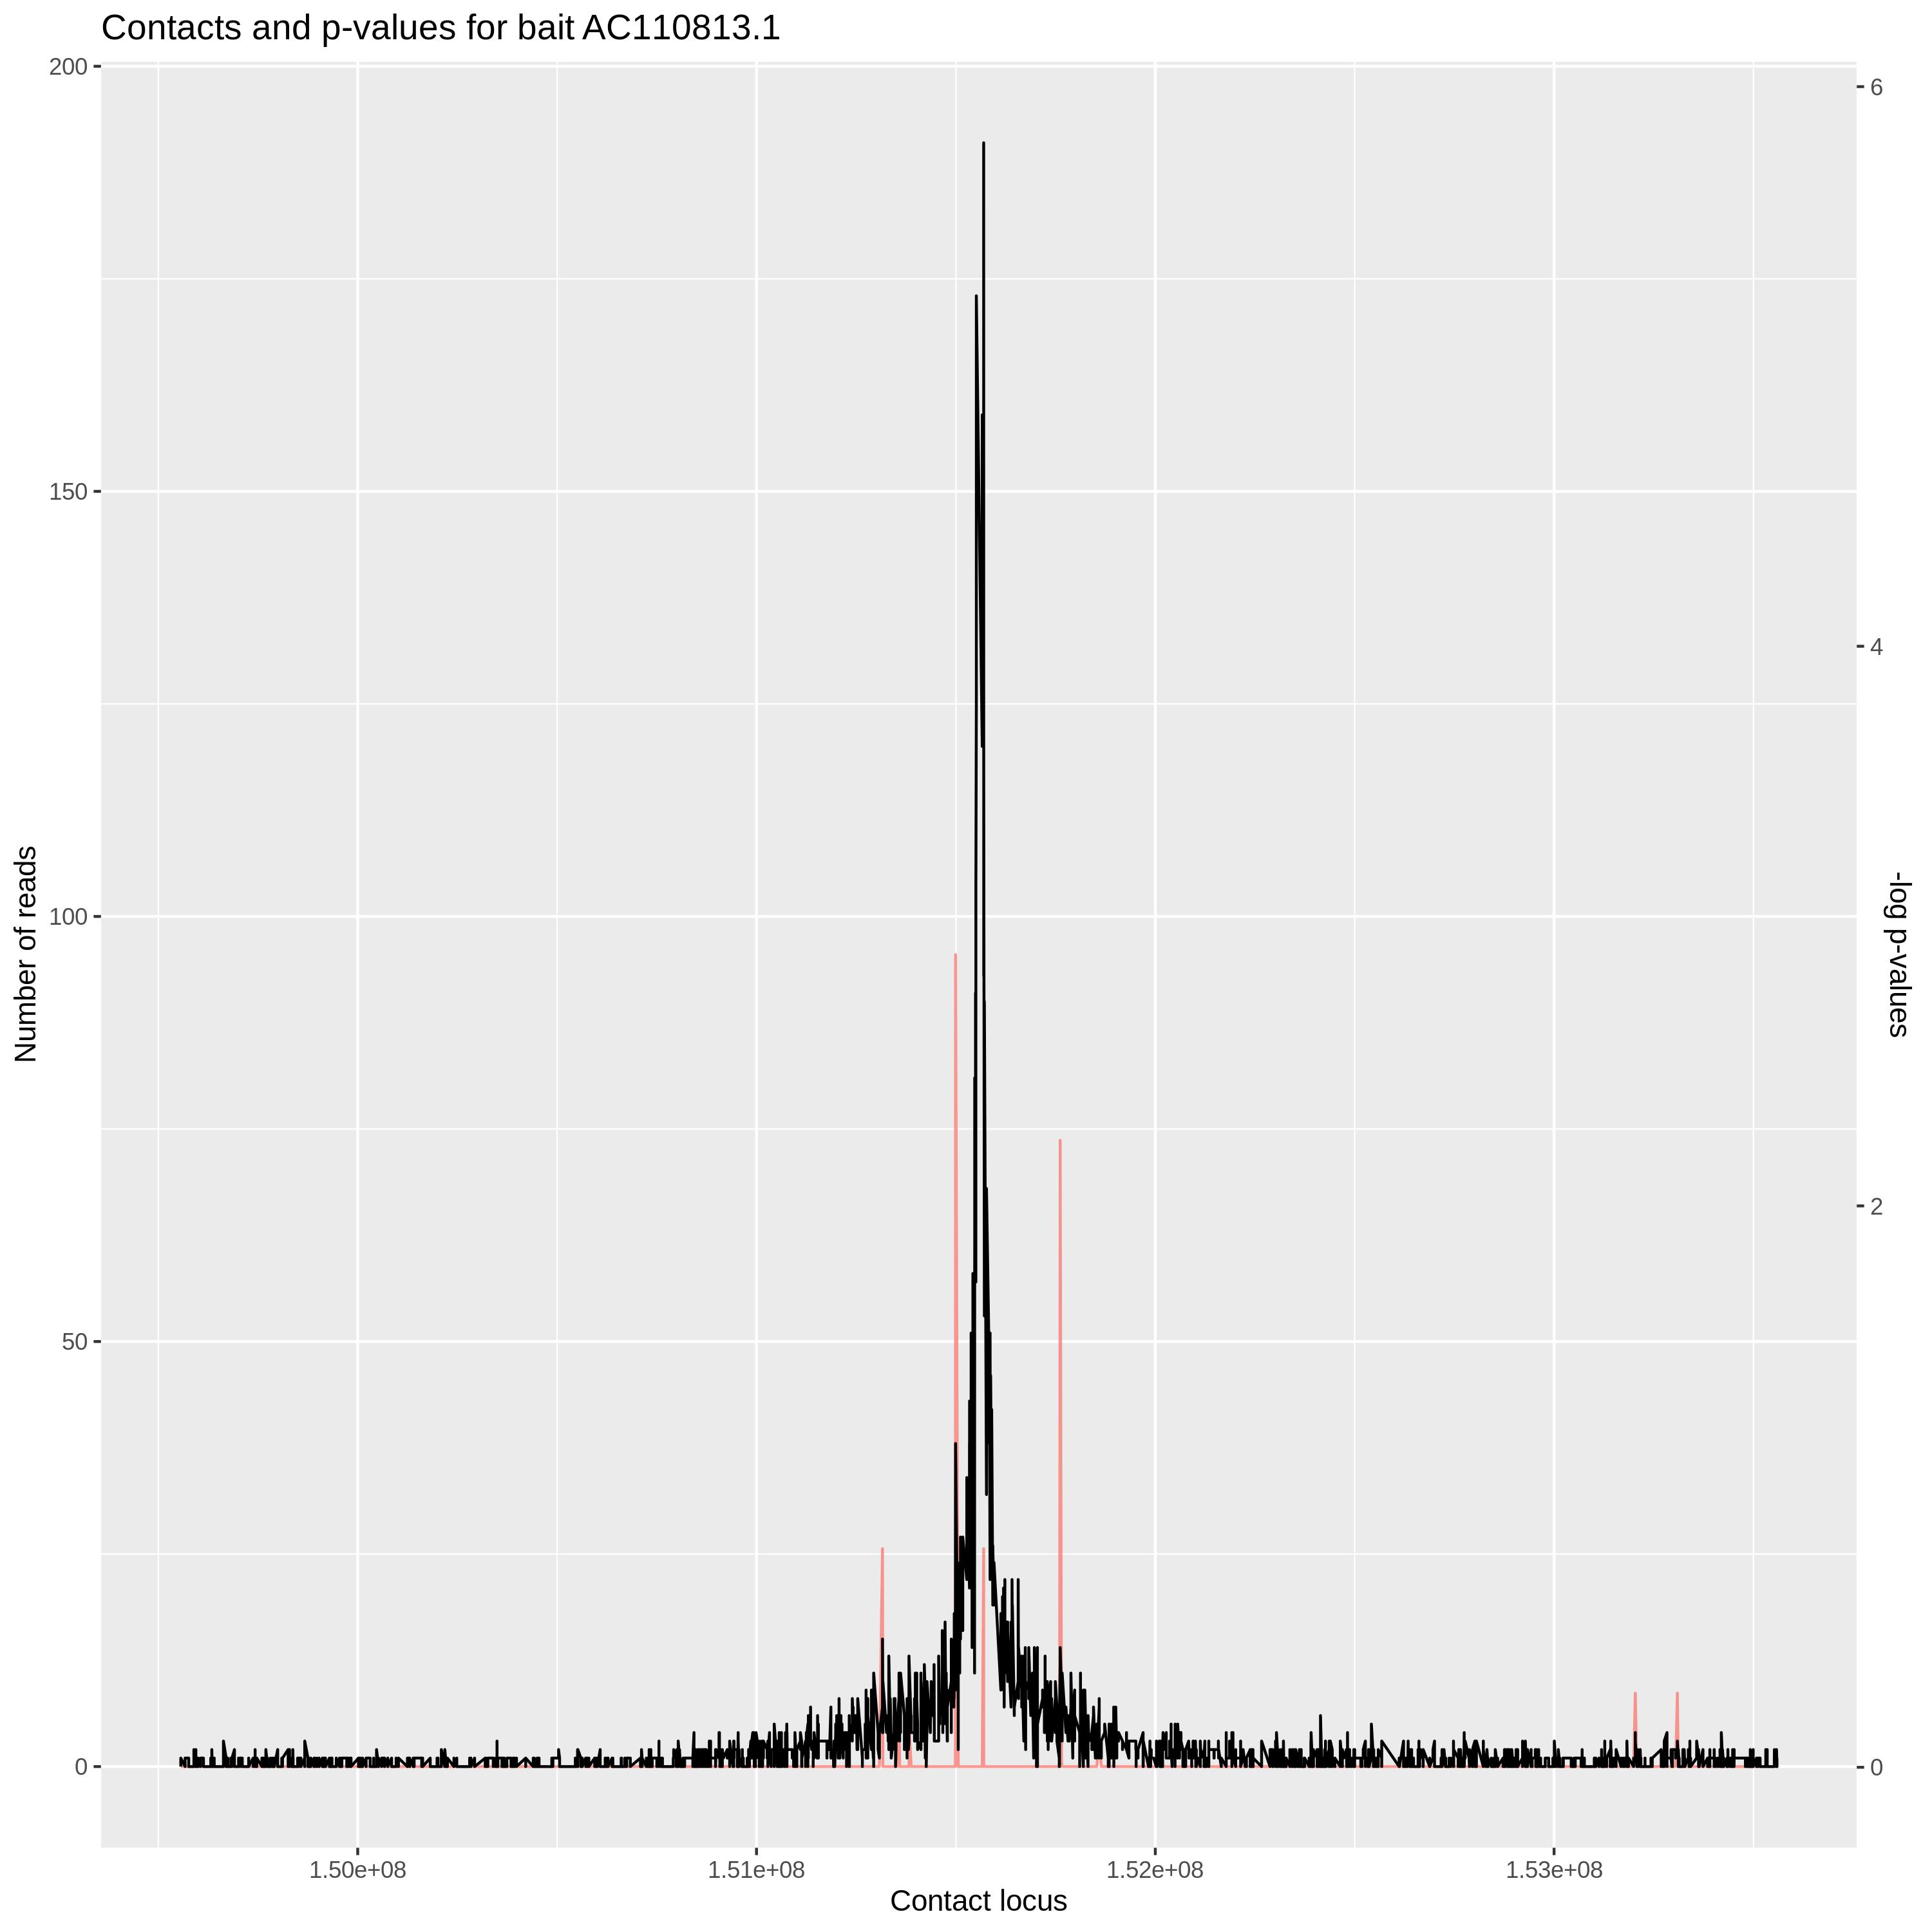 Contacts and p-values for bait AC110813.1
200
150
100
50
0
6
4
2
0
Number of reads
-log p-values
1.50e+08 1.51e+08 1.52e+08 1.53e+08
Contact locus